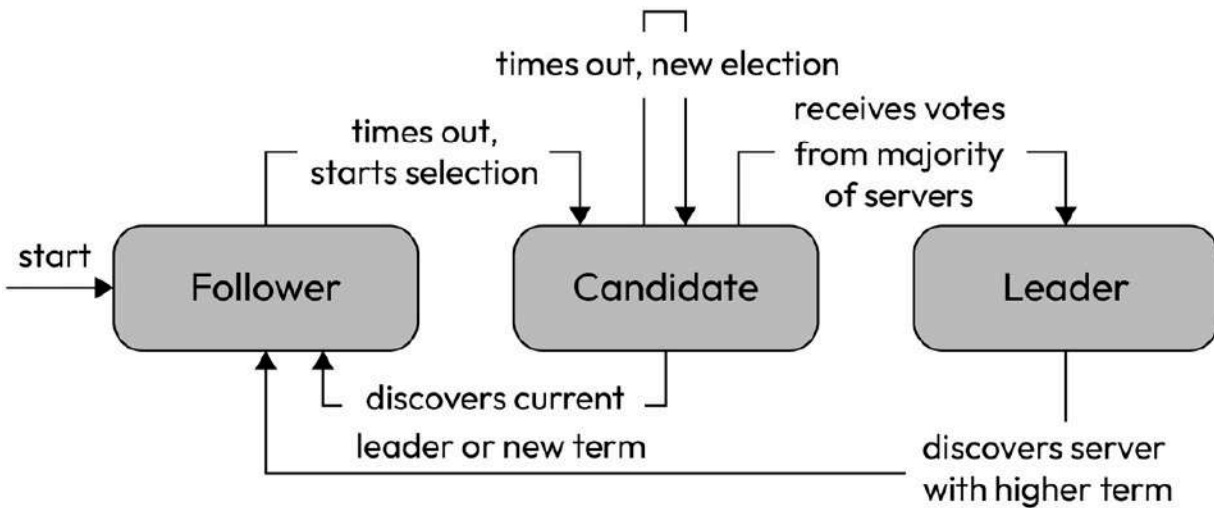 times out, new election
receives votes
from majority
of servers
times out,
starts selection
start
Follower
Candidate
Leader
discovers current
leader or new term
discovers server
with higher term